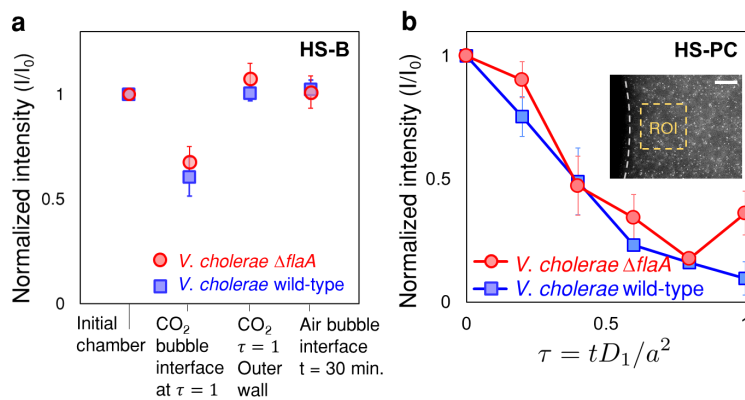 a
HS-B
Normalized intensity (I/I₀)
1
0.5
0
V. cholerae ΔflaA
V. cholerae wild-type
Initial
chamber
CO₂
bubble
interface
at τ = 1
CO₂
τ = 1
Outer
wall
Air bubble
interface
t = 30 min.
b
HS-PC
Normalized intensity (I/I₀)
1
0.5
0
ROI
V. cholerae ΔflaA
V. cholerae wild-type
0
0.5
1
τ = tD₁/a²